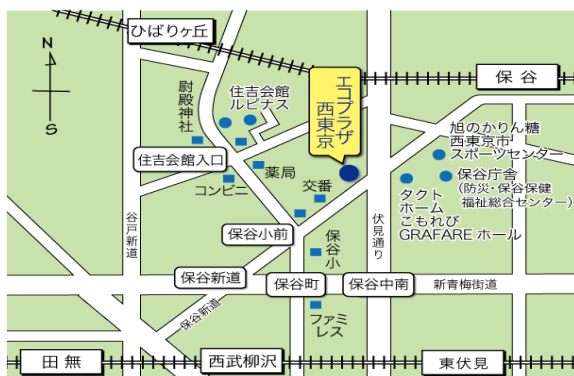 ひばりヶ丘
N
S
保谷
エコプラザ
西東京
住吉会館
ルピナス
尉殿神社
旭のかりん糖
西東京市
スポーツセンター
住吉会館入口
薬局
コンビニ
交番
保谷庁舎
(防災・保谷保健
福祉総合センター)
タクト
ホーム
こもれび
GRAFAREホール
谷戸新道
保谷小前
伏見通り
保谷小
保谷新道
保谷町
保谷中南
新青梅街道
保谷新道
ファミ
レス
田無
西武柳沢
東伏見